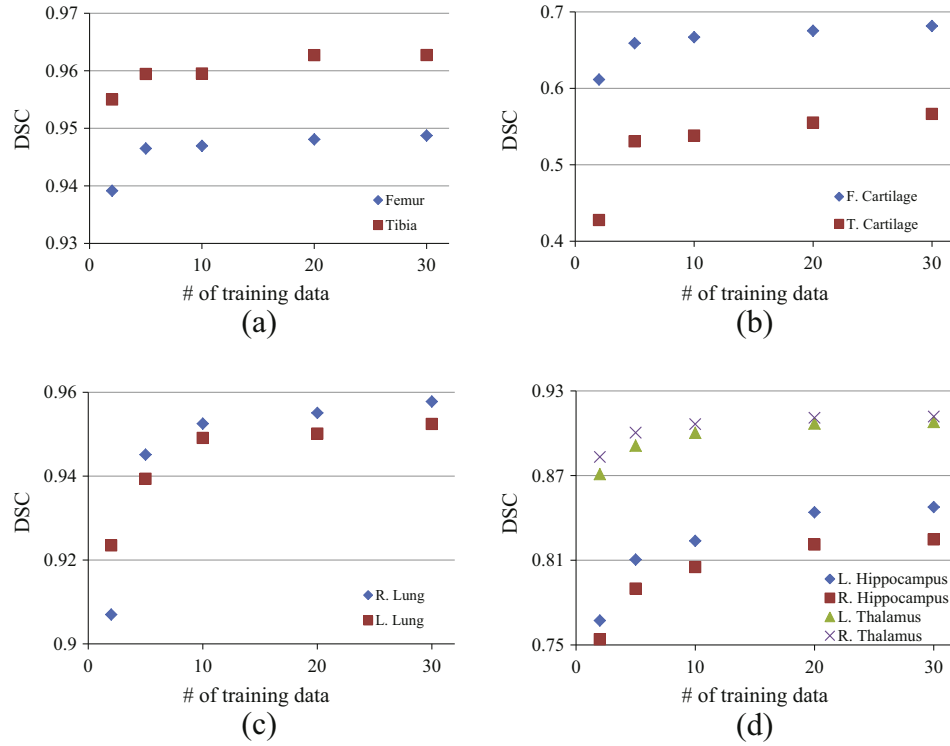 0.97
0.96
0.95
0.94
0.93
DSC
0 10 20 30
# of training data
Femur
Tibia
(a)
0.7
0.6
0.5
0.4
DSC
0 10 20 30
# of training data
F. Cartilage
T. Cartilage
(b)
0.96
0.94
0.92
0.9
DSC
0 10 20 30
# of training data
R. Lung
L. Lung
(c)
0.93
0.87
0.81
0.75
DSC
0 10 20 30
# of training data
L. Hippocampus
R. Hippocampus
L. Thalamus
R. Thalamus
(d)